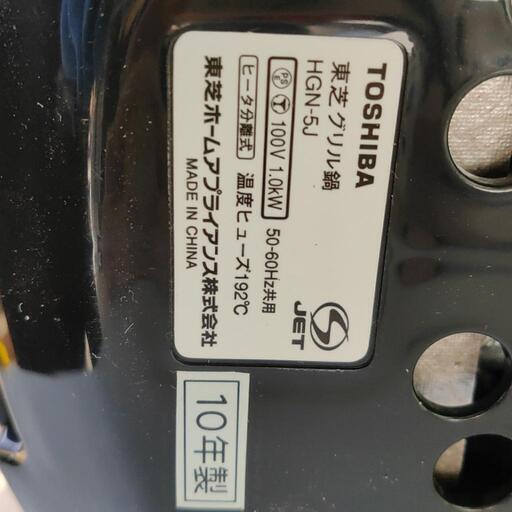 TOSHIBA
東芝グリル鍋
HGN-5J
PSE 100V 1.0kW 50-60Hz共用
ヒータ分離式 温度ヒューズ192℃
東芝ホームアプライアンス株式会社
MADE IN CHINA
JET
10年製